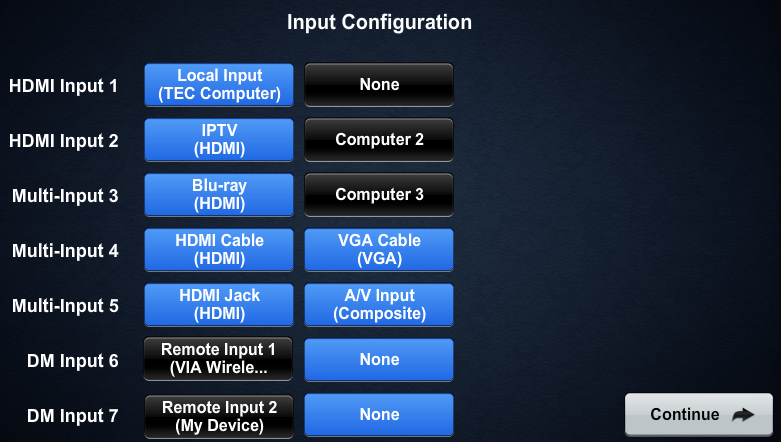 Input Configuration
HDMI Input 1
Local Input
(TEC Computer)
None
HDMI Input 2
IPTV
(HDMI)
Computer 2
Multi-Input 3
Blu-ray
(HDMI)
Computer 3
Multi-Input 4
HDMI Cable
(HDMI)
VGA Cable
(VGA)
Multi-Input 5
HDMI Jack
(HDMI)
A/V Input
(Composite)
DM Input 6
Remote Input 1
(VIA Wirele...
None
DM Input 7
Remote Input 2
(My Device)
None
Continue